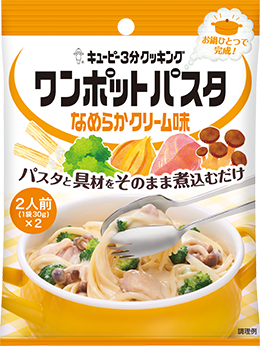 お鍋ひとつで
完成!
キユーピー3分クッキング
ワンポットパスタ
なめらかクリーム味
パスタと具材をそのまま煮込むだけ
2人前
(1袋30g)
×2
調理例